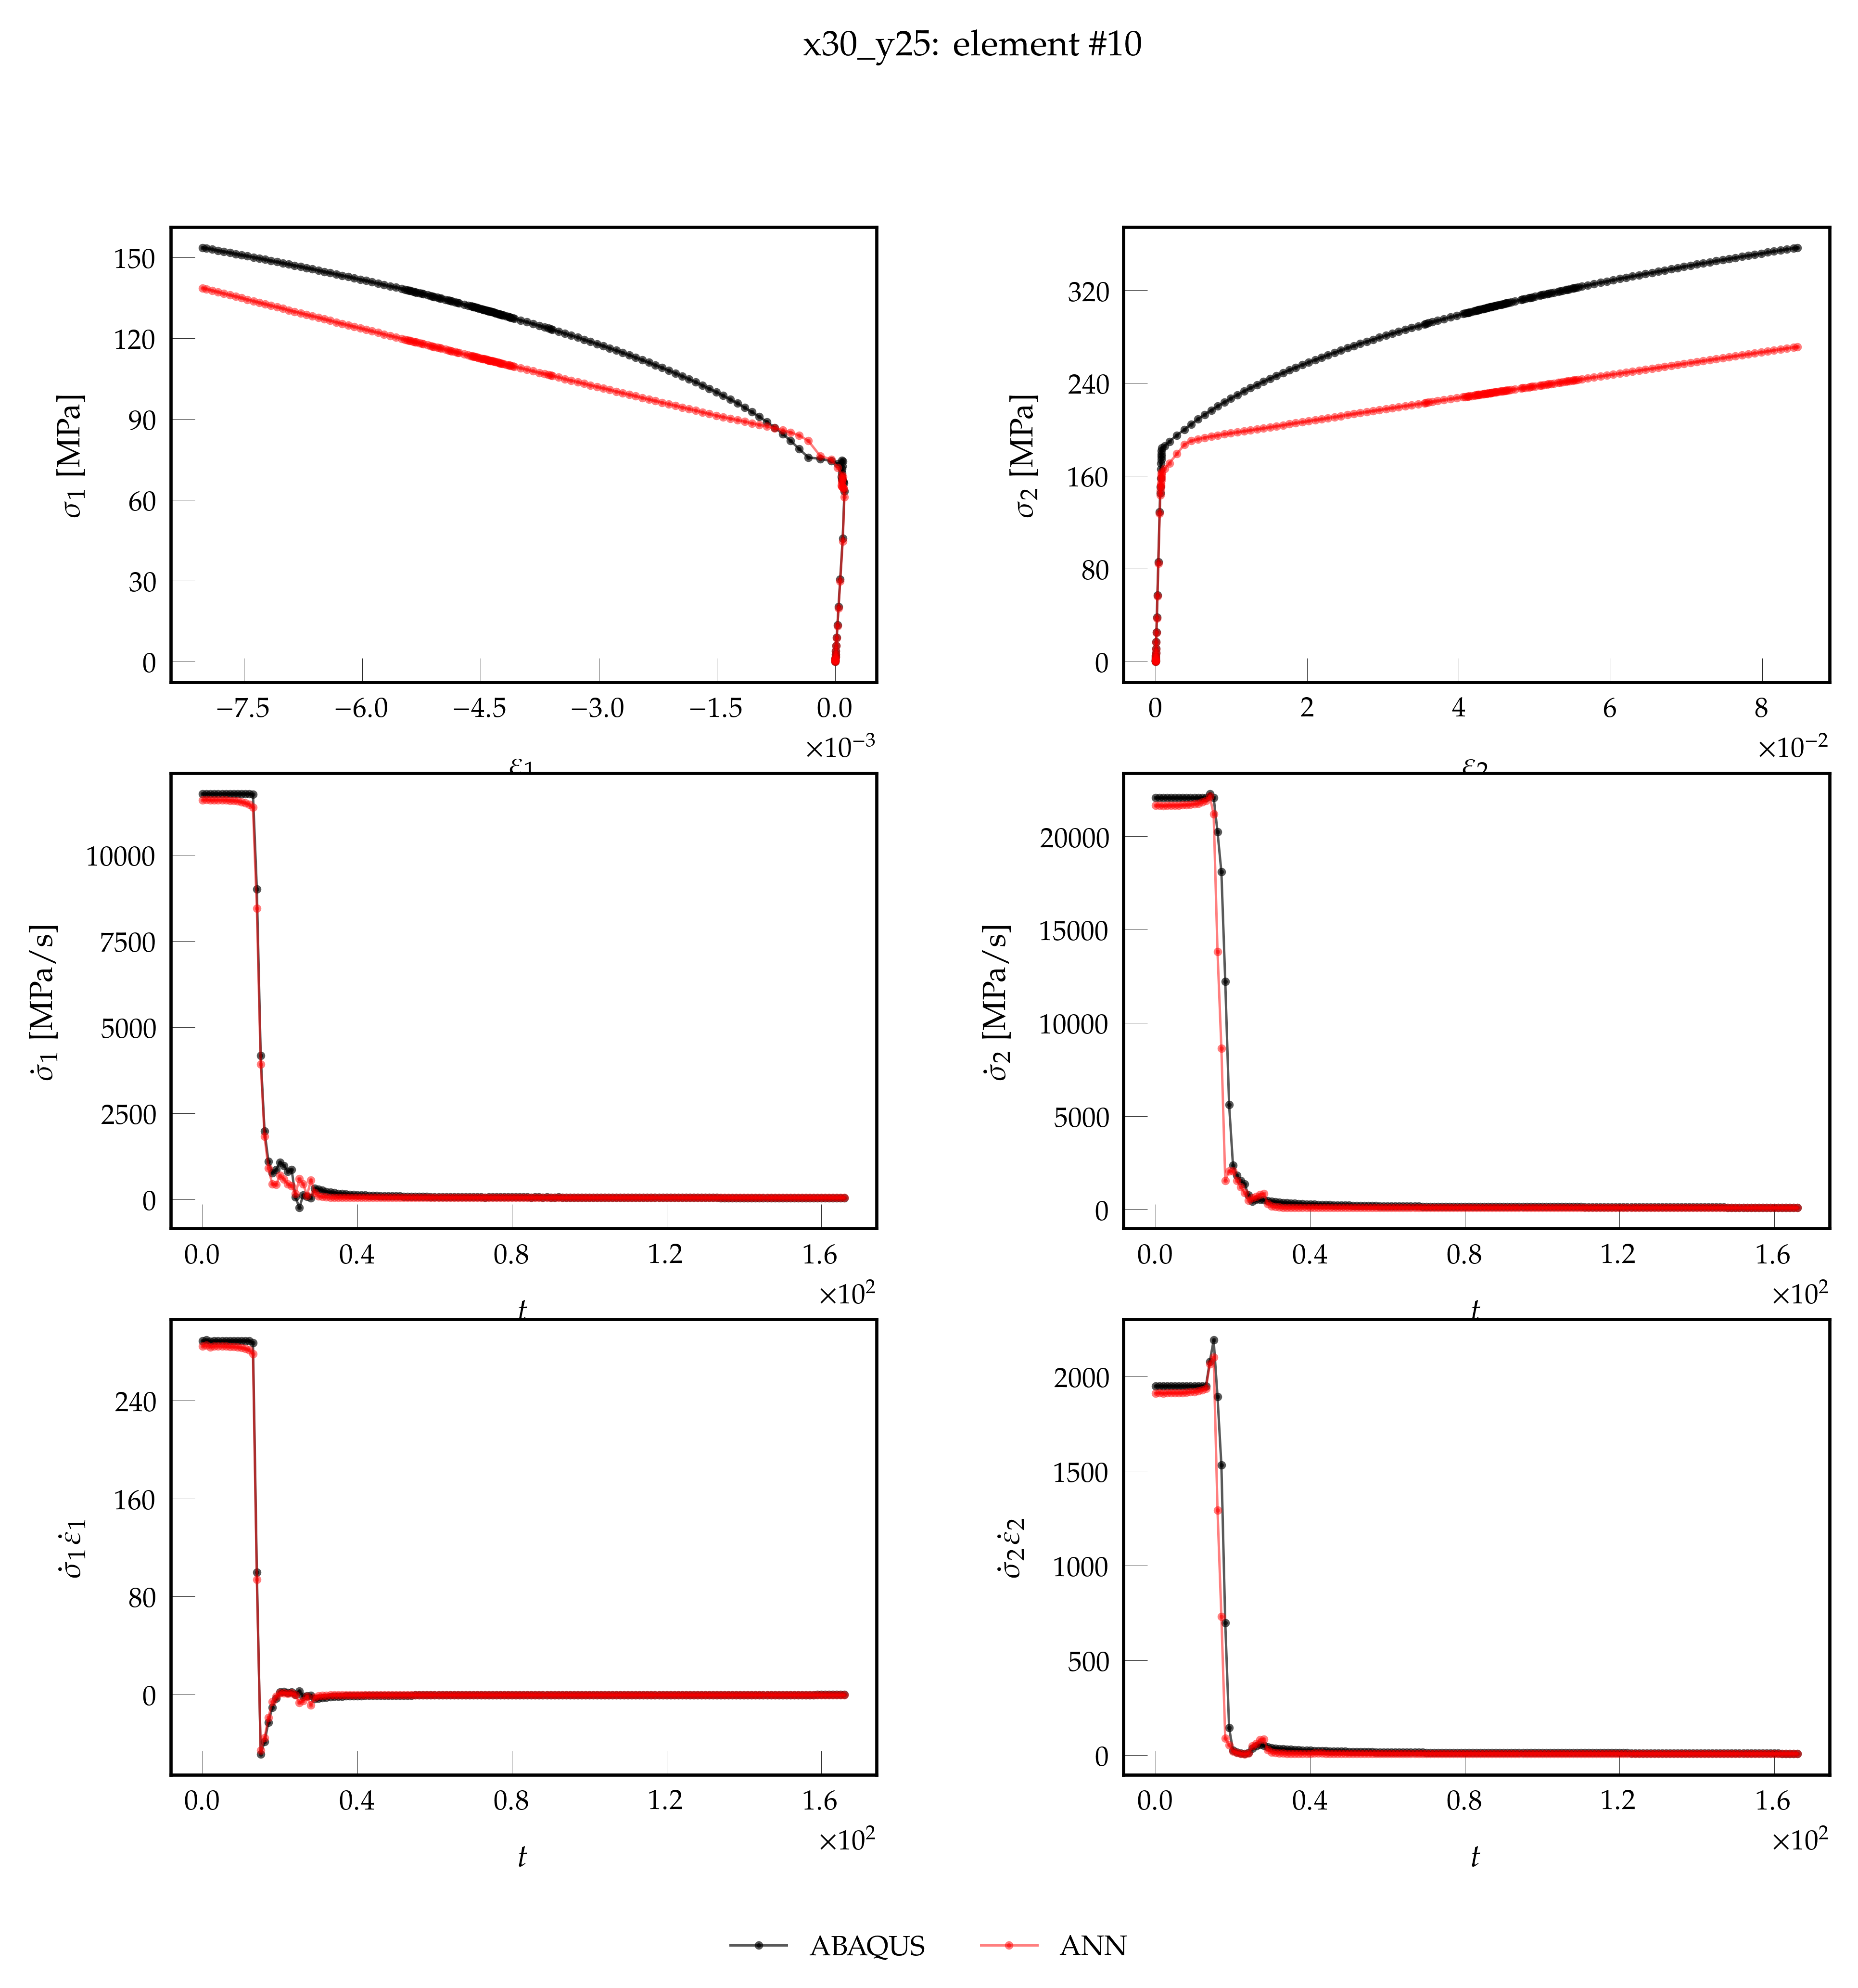 x30_y25: element #10
σ₁ [MPa]
150
120
90
60
30
0
−7.5 −6.0 −4.5 −3.0 −1.5 0.0
×10⁻³
ε₁
σ₂ [MPa]
320
240
160
80
0
0 2 4 6 8
×10⁻²
ε₂
σ̇₁ [MPa/s]
10000
7500
5000
2500
0
0.0 0.4 0.8 1.2 1.6
×10²
t
σ̇₂ [MPa/s]
20000
15000
10000
5000
0
0.0 0.4 0.8 1.2 1.6
×10²
t
σ̇₁ε̇₁
240
160
80
0
0.0 0.4 0.8 1.2 1.6
×10²
t
σ̇₂ε̇₂
2000
1500
1000
500
0
0.0 0.4 0.8 1.2 1.6
×10²
t
ABAQUS ANN